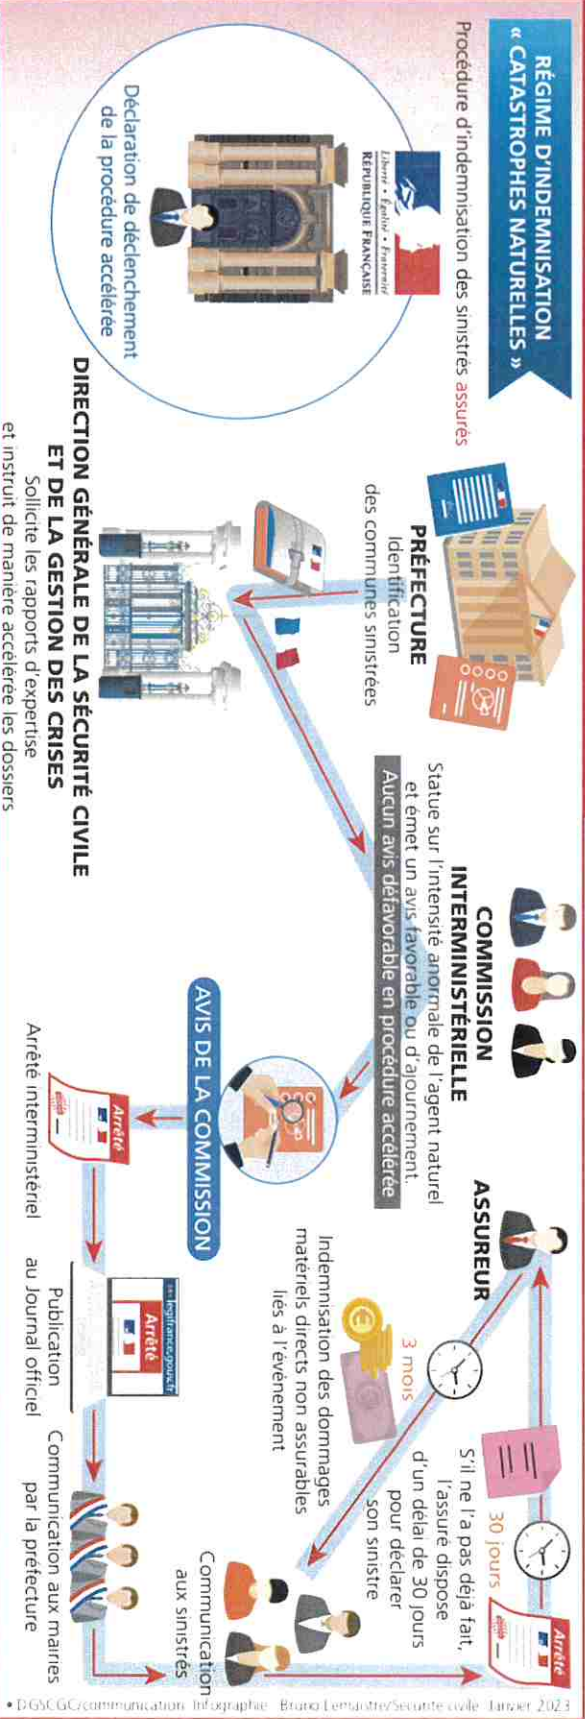 RÉGIME D'INDEMNISATION
« CATASTROPHES NATURELLES »
Procédure d'indemnisation des sinistrés assurés
Liberté • Égalité • Fraternité
RÉPUBLIQUE FRANÇAISE
Déclaration de déclenchement
de la procédure accélérée
PRÉFECTURE
Identification
des communes sinistrées
DIRECTION GÉNÉRALE DE LA SÉCURITÉ CIVILE
ET DE LA GESTION DES CRISES
Sollicite les rapports d'expertise
et instruit de manière accélérée les dossiers
COMMISSION
INTERMINISTÉRIELLE
Statue sur l'intensité anormale de l'agent naturel
et émet un avis favorable ou d'ajournement.
Aucun avis défavorable en procédure accélérée
AVIS DE LA COMMISSION
Arrêté
Arrêté interministériel
legifrance.gouv.fr
Arrêté
Publication
au Journal officiel
Communication aux mairies
par la préfecture
Communication
aux sinistrés
Arrêté
30 jours
S'il ne l'a pas déjà fait,
l'assuré dispose
d'un délai de 30 jours
pour déclarer
son sinistre
ASSUREUR
3 mois
Indemnisation des dommages
matériels directs non assurables
liés à l'évènement
• DGSCGC/communication Infographie Bruno Lemaistre/Sécurité civile Janvier 2023